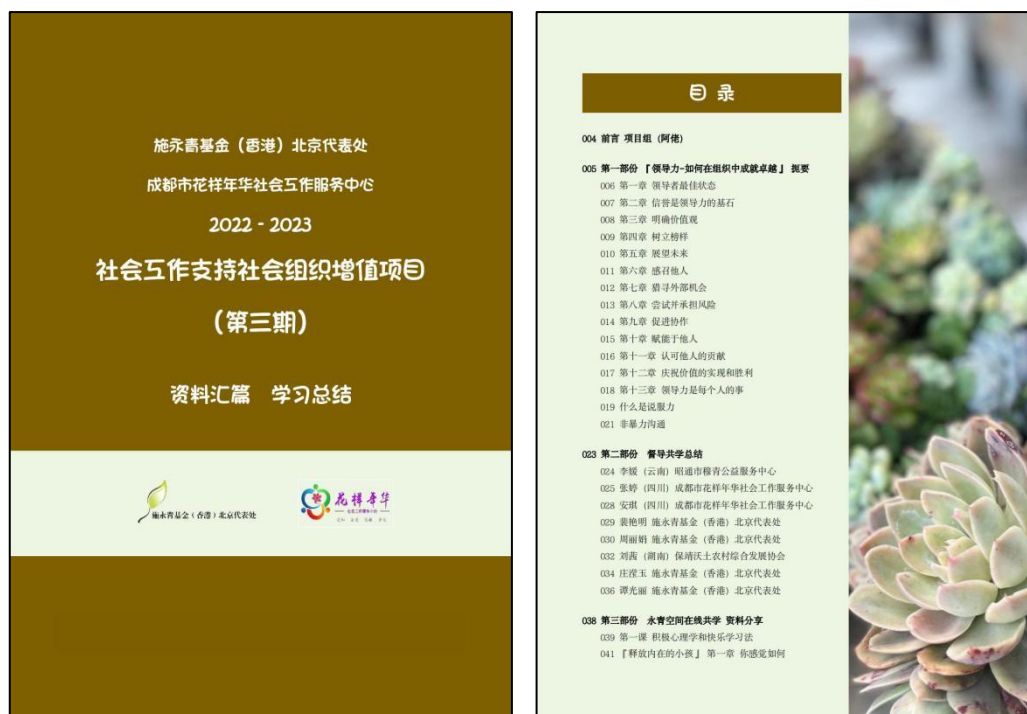 施永青基金（香港）北京代表处
成都市花样年华社会工作服务中心
2022 - 2023
社会工作支持社会组织增值项目
（第三期）
资料汇篇 学习总结
施永青基金（香港）北京代表处
花样年华
目录
004 前言 项目组（阿佬）
005 第一部份 『领导力-如何在组织中成就卓越』 扼要
006 第一章 领导者最佳状态
007 第二章 信誉是领导力的基石
008 第三章 明确价值观
009 第四章 树立榜样
010 第五章 展望未来
011 第六章 感召他人
012 第七章 猎寻外部机会
013 第八章 尝试并承担风险
014 第九章 促进协作
015 第十章 赋能于他人
016 第十一章 认可他人的贡献
017 第十二章 庆祝价值的实现和胜利
018 第十三章 领导力是每个人的事
019 什么是说服力
021 非暴力沟通
023 第二部份 督导共学总结
024 李媛（云南）昭通市穆青公益服务中心
025 张婷（四川）成都市花样年华社会工作服务中心
028 安琪（四川）成都市花样年华社会工作服务中心
029 裴艳明 施永青基金（香港）北京代表处
030 周丽娟 施永青基金（香港）北京代表处
032 刘茜（湖南）保靖沃土农村综合发展协会
034 庄滢玉 施永青基金（香港）北京代表处
036 谭光丽 施永青基金（香港）北京代表处
038 第三部份 永青空间在线共学 资料分享
039 第一课 积极心理学和快乐学习法
041 『释放内在的小孩』 第一章 你感觉如何